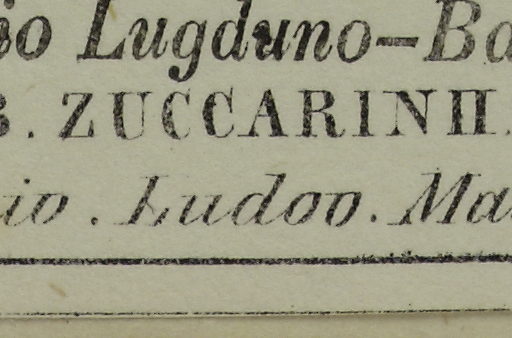 io Lugduno-Ba
B. ZUCCARINII.
io. Ludov. Ma